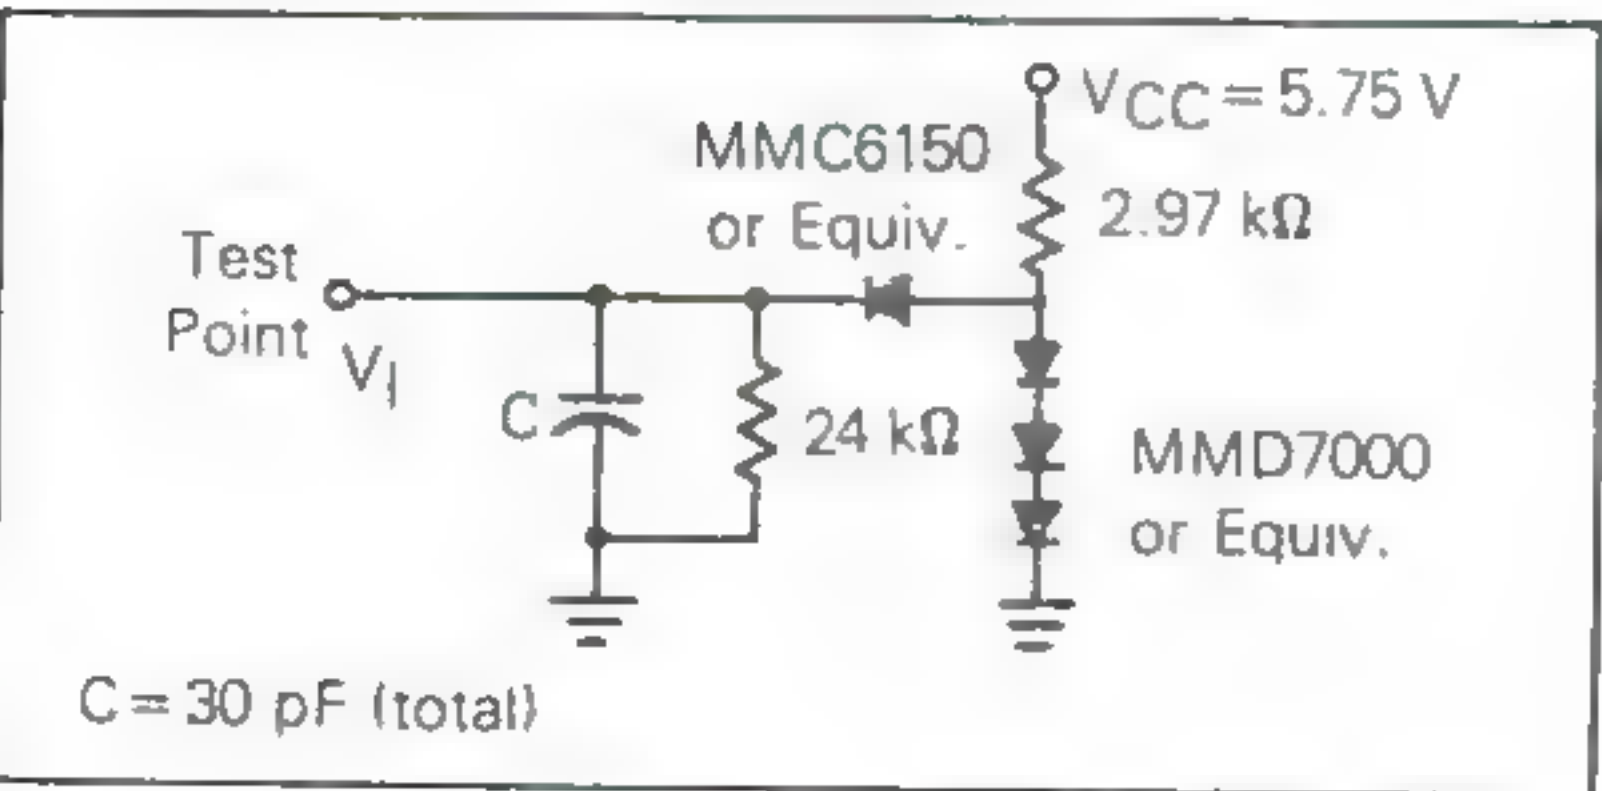 VCC = 5.75 V
MMC6150
or Equiv.
2.97 kΩ
Test
Point
VI
C
24 kΩ
MMD7000
or Equiv.
C = 30 pF (total)